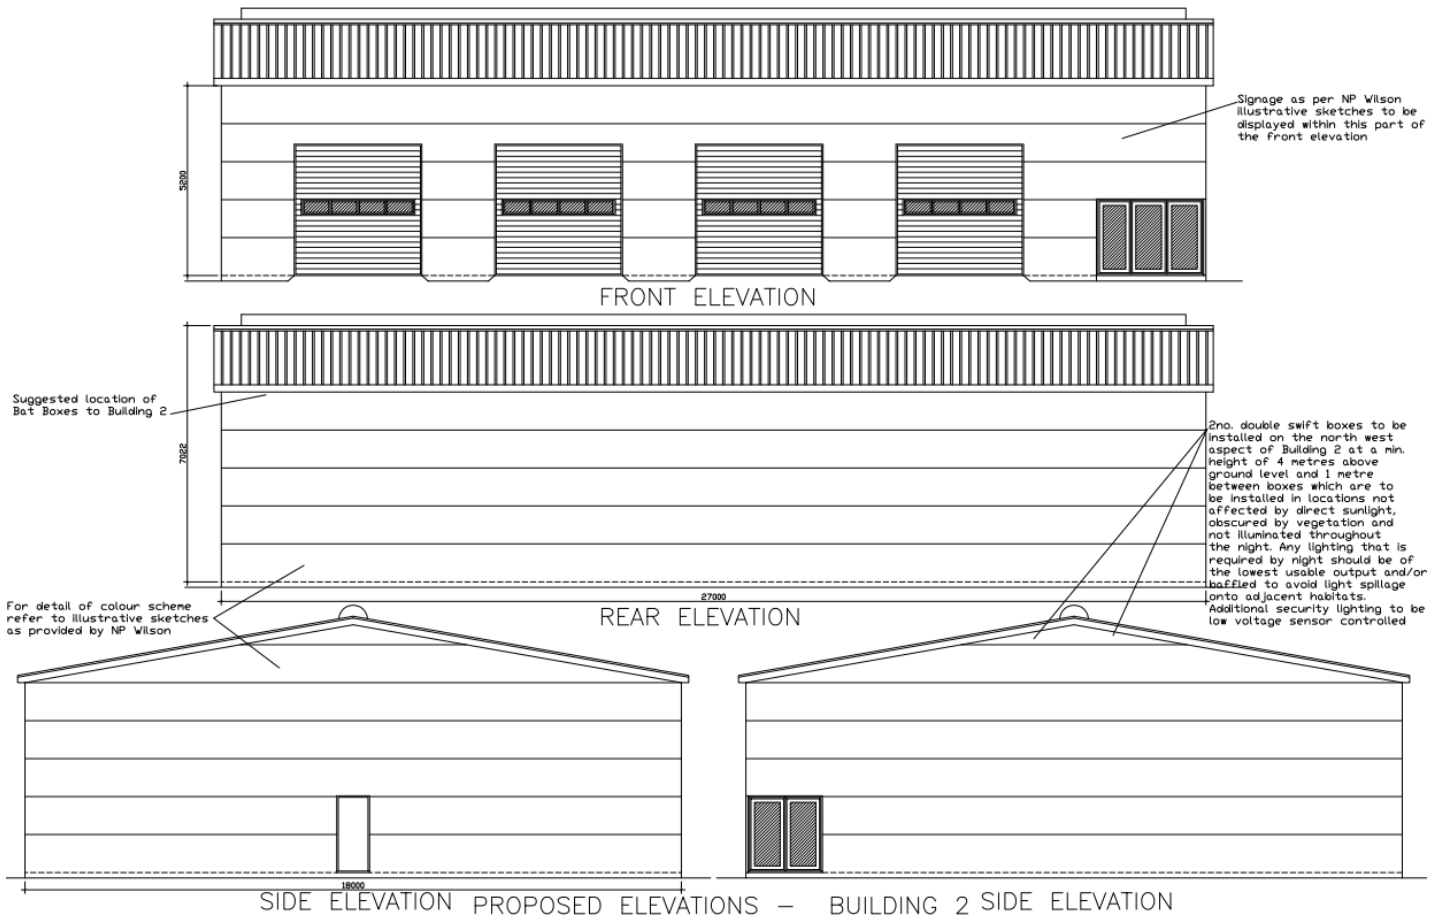 Signage as per NP Wilson
illustrative sketches to be
displayed within this part of
the front elevation
5200
FRONT ELEVATION
Suggested location of
Bat Boxes to Building 2
7022
2no. double swift boxes to be
installed on the north west
aspect of Building 2 at a min.
height of 4 metres above
ground level and 1 metre
between boxes which are to
be installed in locations not
affected by direct sunlight,
obscured by vegetation and
not illuminated throughout
the night. Any lighting that is
required by night should be of
the lowest usable output and/or
baffled to avoid light spillage
onto adjacent habitats.
Additional security lighting to be
low voltage sensor controlled
27000
REAR ELEVATION
For detail of colour scheme
refer to illustrative sketches
as provided by NP Wilson
18000
SIDE ELEVATION
PROPOSED ELEVATIONS - BUILDING 2
SIDE ELEVATION